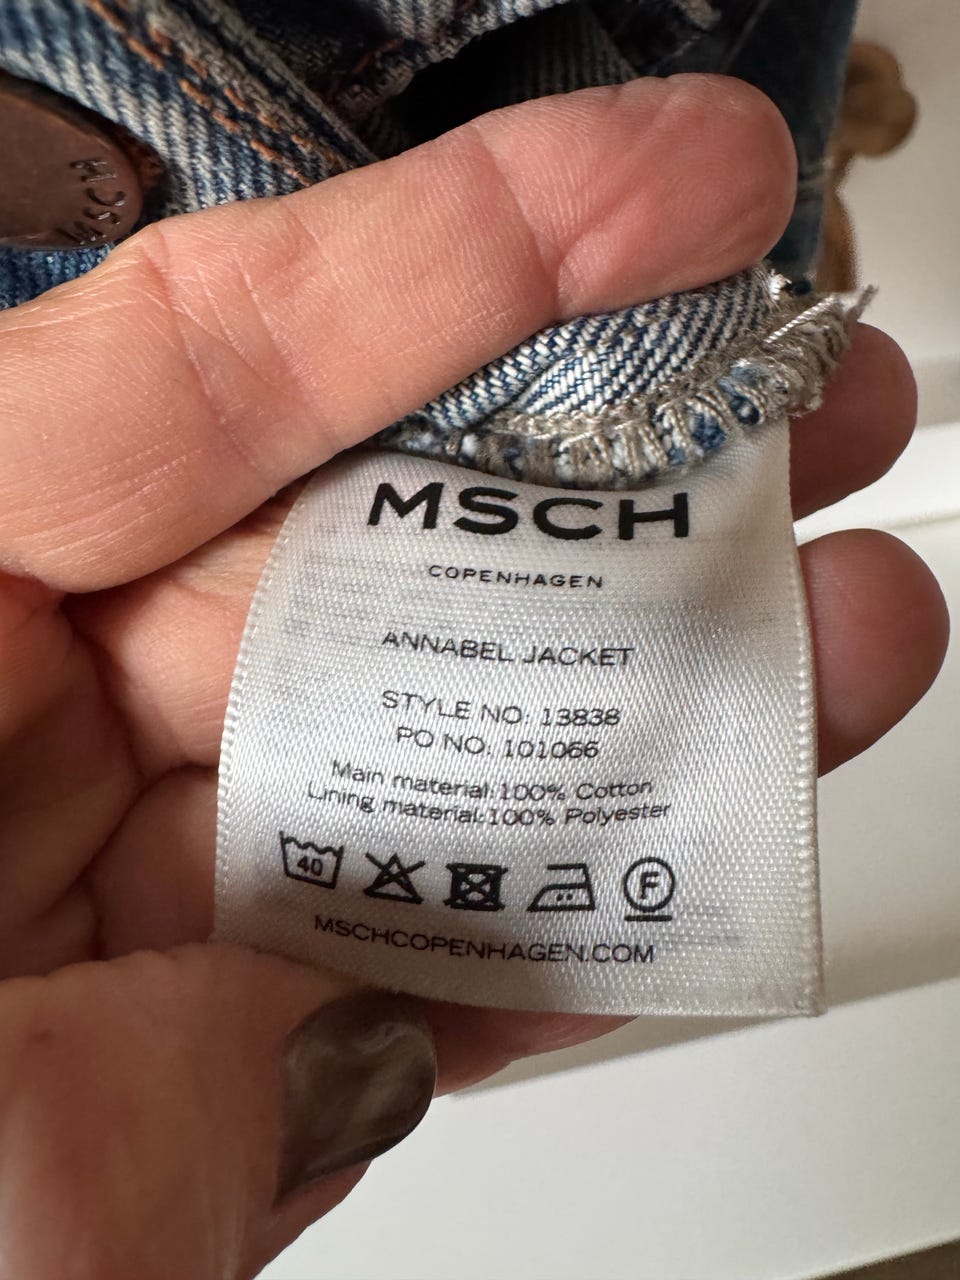 MSCH
MSCH
COPENHAGEN
ANNABEL JACKET
STYLE NO: 13838
PO NO: 101066
Main material:100% Cotton
Lining material:100% Polyester
40
F
MSCHCOPENHAGEN.COM